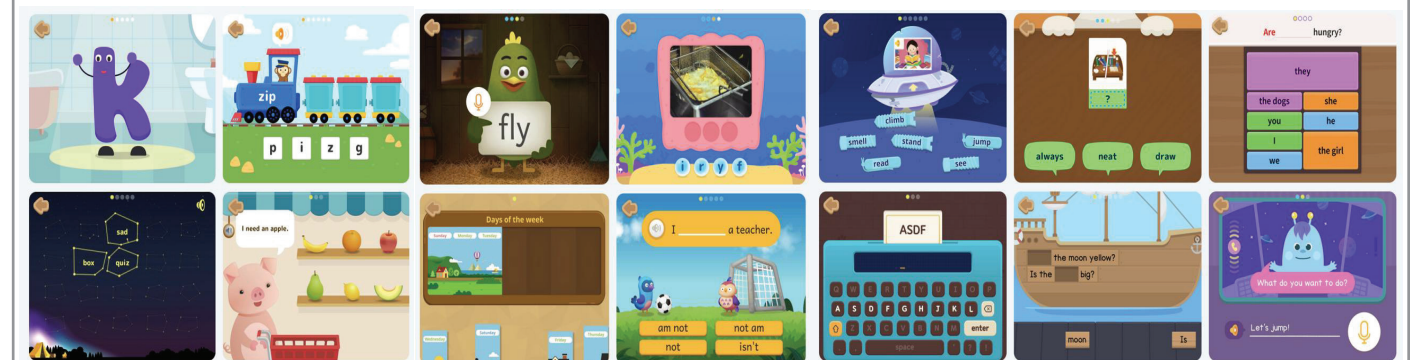 K
zip
p i z g
fly
i r y f
climb
smell
stand
jump
read
see
?
always
neat
draw
Are ______ hungry?
they
the dogs
she
you
he
I
the girl
we
sad
box
quiz
I need an apple.
Days of the week
Sunday
Monday
Tuesday
Wednesday
Saturday
Friday
Thursday
I ______ a teacher.
am not
not am
not
isn't
ASDF
Q W E R T Y U I O P
A S D F G H J K L
Z X C V B N M
enter
space
the moon yellow?
Is the big?
moon
Is
What do you want to do?
Let's jump!